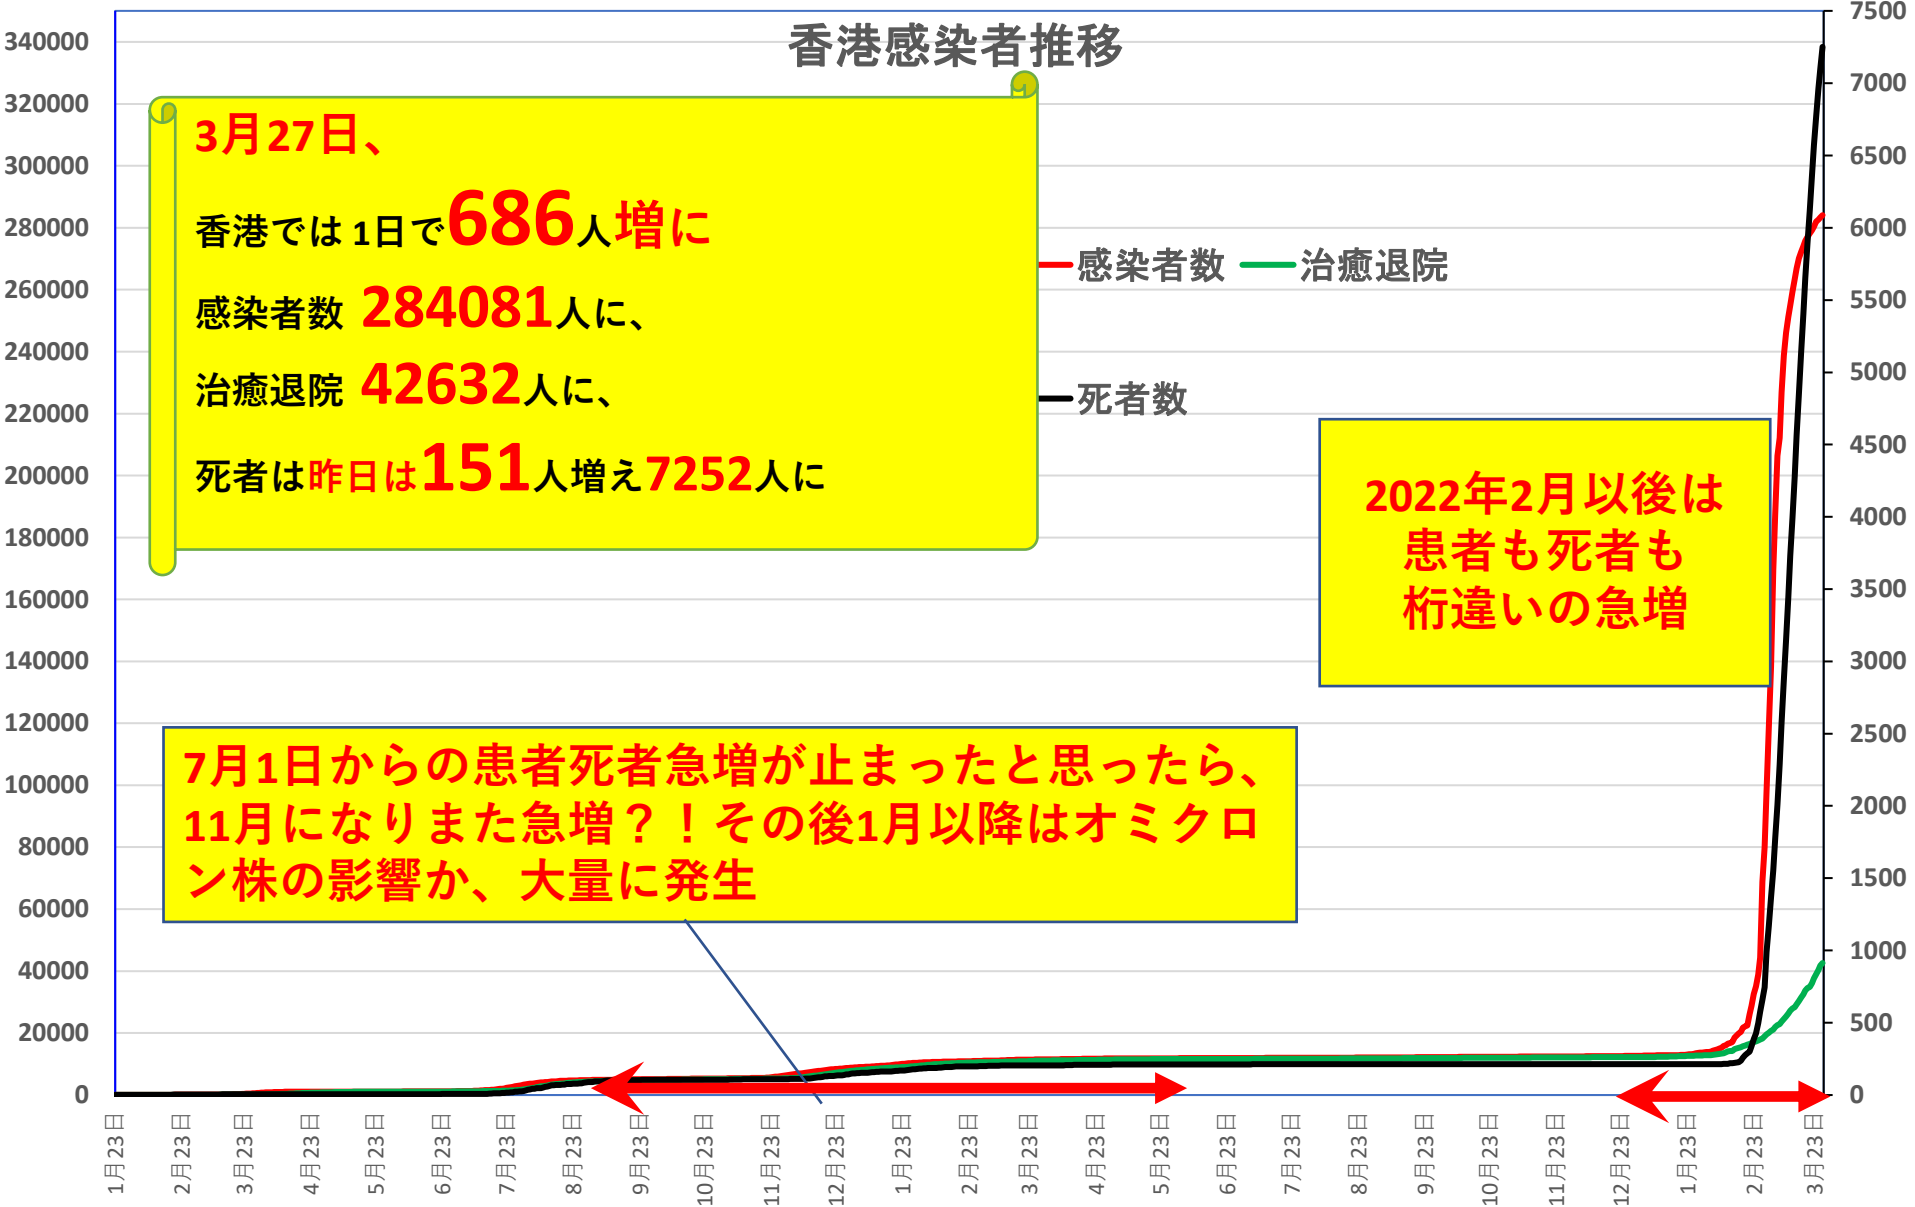 香港感染者推移
3月27日、
香港では 1日で686人増に
感染者数 284081人に、
治癒退院 42632人に、
死者は昨日は151人増え7252人に
感染者数
治癒退院
死者数
2022年2月以後は
患者も死者も
桁違いの急増
7月1日からの患者死者急増が止まったと思ったら、
11月になりまた急増？！その後1月以降はオミクロ
ン株の影響か、大量に発生
340000
320000
300000
280000
260000
240000
220000
200000
180000
160000
140000
120000
100000
80000
60000
40000
20000
0
7500
7000
6500
6000
5500
5000
4500
4000
3500
3000
2500
2000
1500
1000
500
0
1月23日
2月23日
3月23日
4月23日
5月23日
6月23日
7月23日
8月23日
9月23日
10月23日
11月23日
12月23日
1月23日
2月23日
3月23日
4月23日
5月23日
6月23日
7月23日
8月23日
9月23日
10月23日
11月23日
12月23日
1月23日
2月23日
3月23日